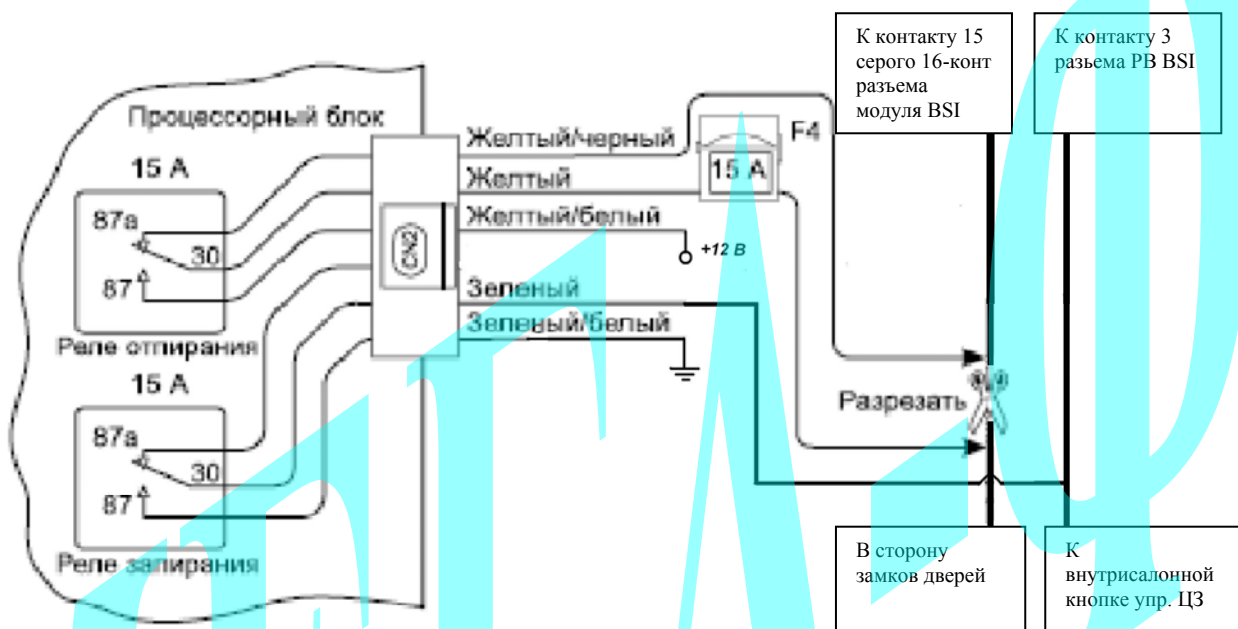 К контакту 15
серого 16-конт
разъема
модуля BSI
К контакту 3
разьема PB BSI
Процессорный блок
15 А
87а
30
87
Реле отпирания
15 А
87а
30
87
Реле запирания
CN2
Желтый/черный
Желтый
Желтый/белый
Зеленый
Зеленый/белый
F4
15 А
+12 В
Разрезать
В сторону
замков дверей
К
внутрисалонной
кнопке упр. ЦЗ